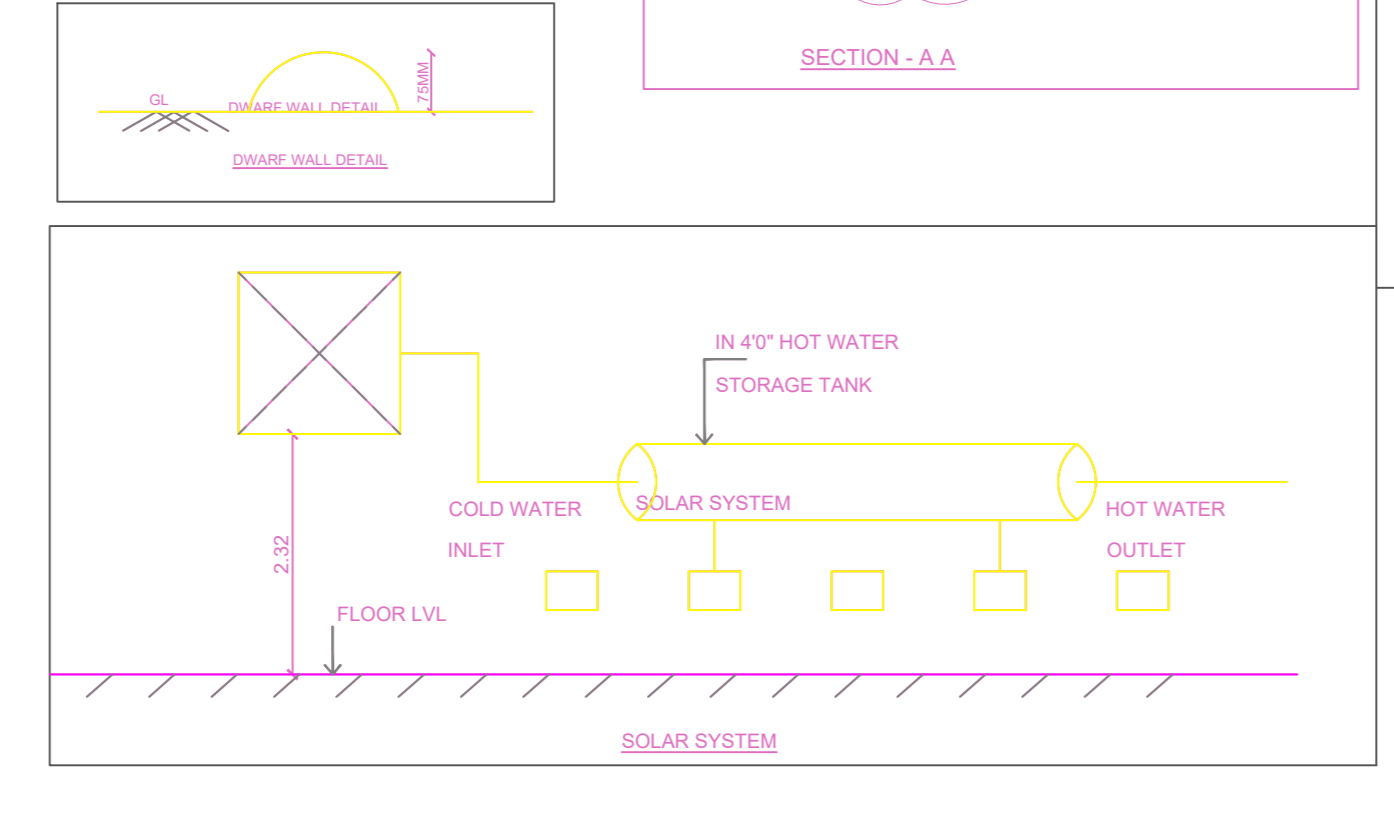 SECTION - A A
75MM
GL
DWARF WALL DETAIL
DWARF WALL DETAIL
IN 4'0" HOT WATER
STORAGE TANK
SOLAR SYSTEM
COLD WATER
INLET
HOT WATER
OUTLET
2.32
FLOOR LVL
SOLAR SYSTEM